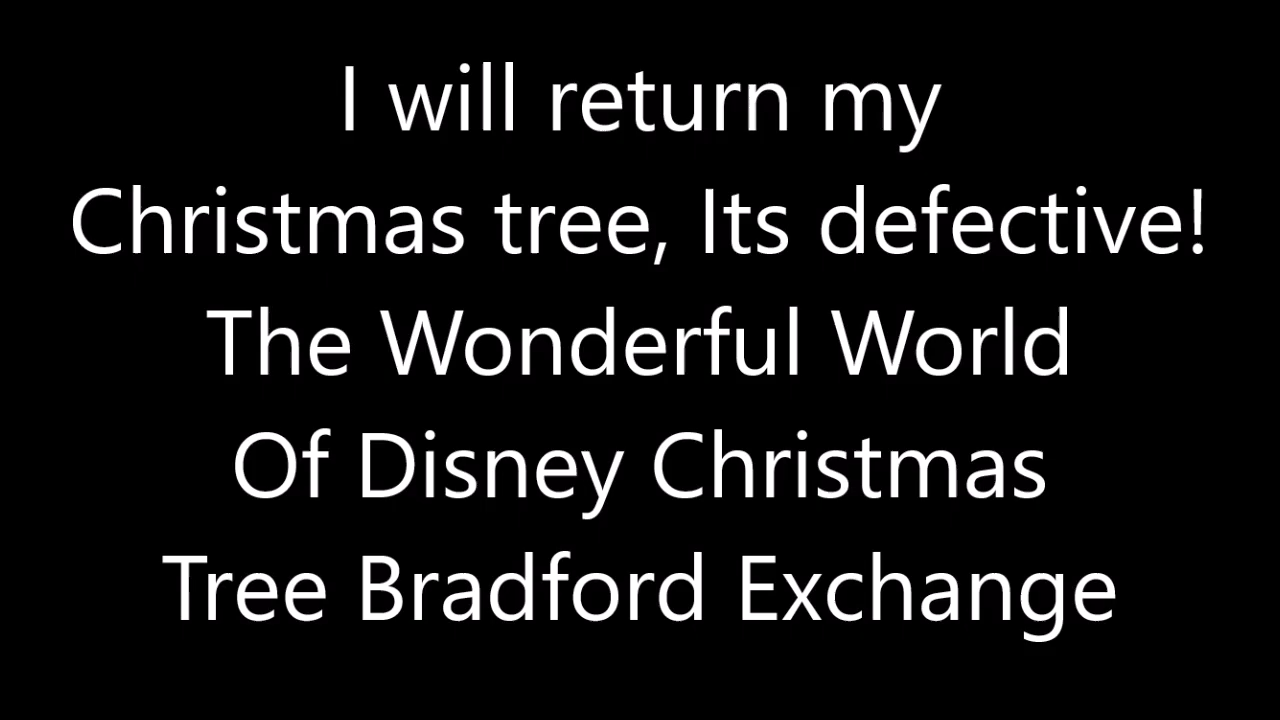 I will return my
Christmas tree, Its defective!
The Wonderful World
Of Disney Christmas
Tree Bradford Exchange